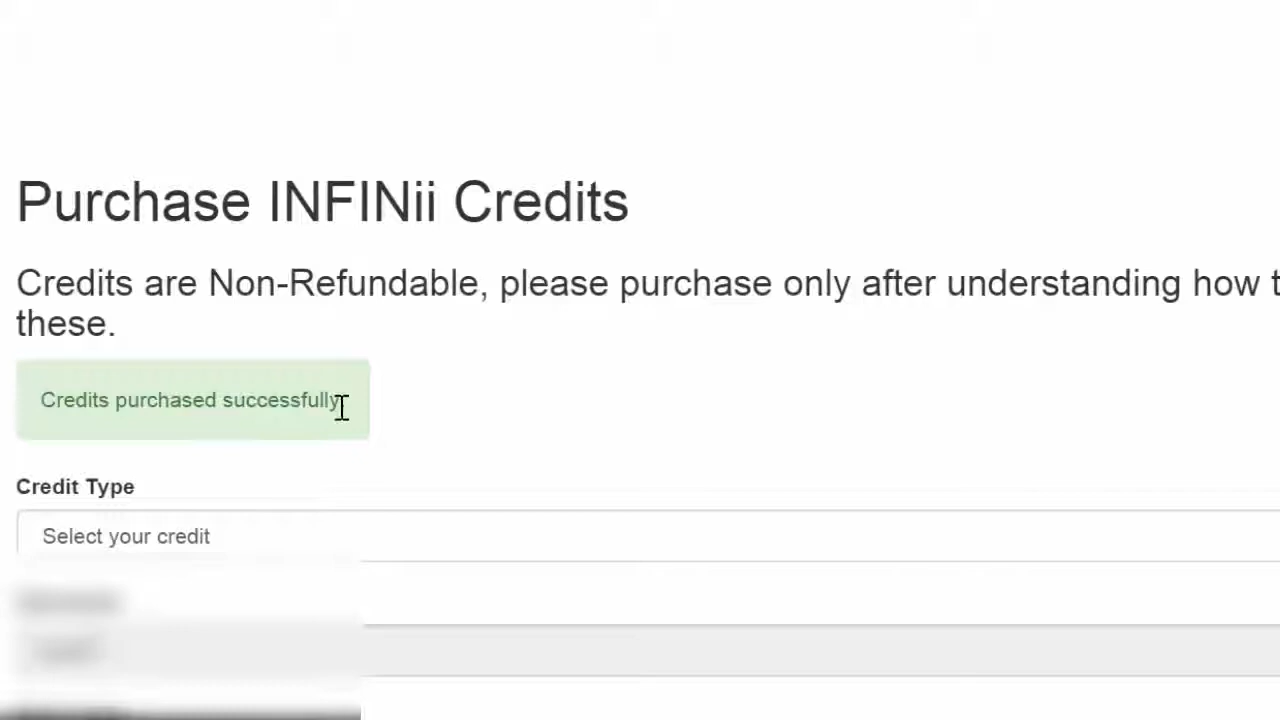 Purchase INFINii Credits
Credits are Non-Refundable, please purchase only after understanding how t
these.
Credits purchased successfully
Credit Type
Select your credit